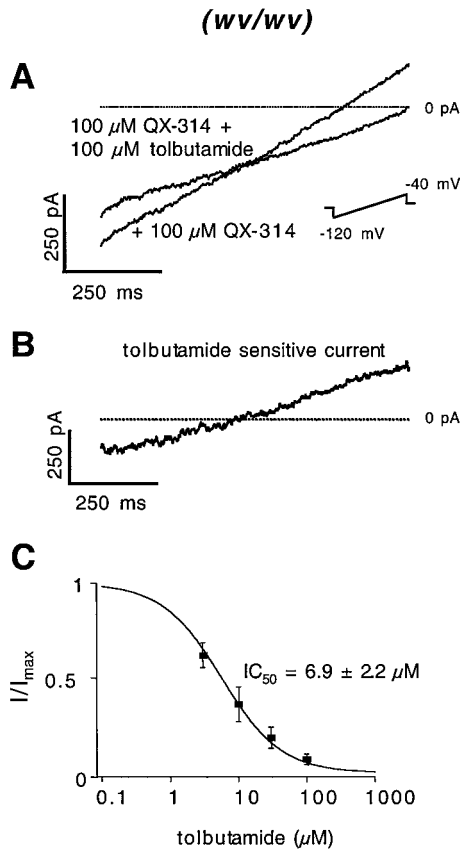 (wv/wv)
A
0 pA
100 µM QX-314 +
100 µM tolbutamide
-40 mV
+ 100 µM QX-314
-120 mV
250 pA
250 ms
B
tolbutamide sensitive current
0 pA
250 pA
250 ms
C
1
IC50 = 6.9 ± 2.2 µM
0.5
I/Imax
0
0.1 1 10 100 1000
tolbutamide (µM)